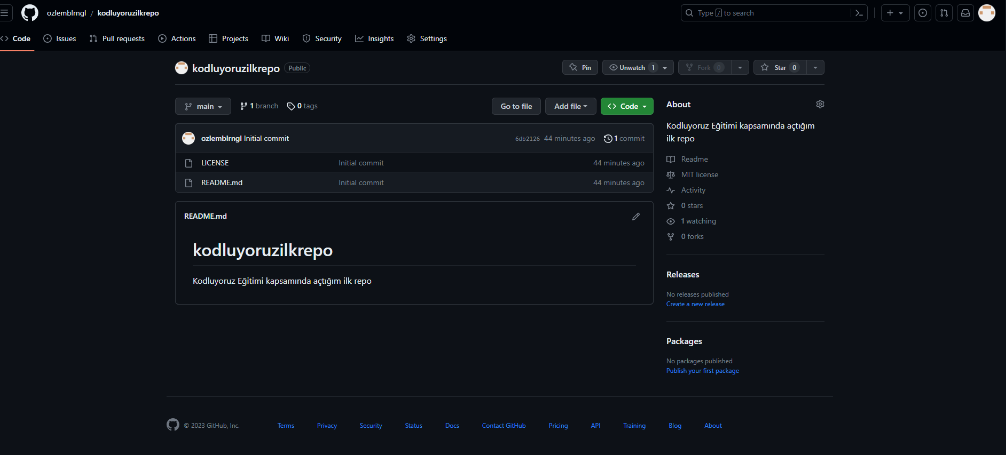 ozlemblrngl / kodluyoruzilkrepo
Type / to search
Code Issues Pull requests Actions Projects Wiki Security Insights Settings
kodluyoruzilkrepo Public
Pin Unwatch 1 Fork 0 Star 0
main 1 branch 0 tags Go to file Add file Code
ozlemblrngl Initial commit 44 minutes ago 1 commit
LICENSE Initial commit 44 minutes ago
README.md Initial commit 44 minutes ago
README.md
kodluyoruzilkrepo
Kodluyoruz Eğitimi kapsamında açtığım ilk repo
About
Kodluyoruz Eğitimi kapsamında açtığım
ilk repo
Readme
MIT license
Activity
0 stars
1 watching
0 forks
Releases
No releases published
Create a new release
Packages
No packages published
Publish your first package
© 2023 GitHub, Inc. Terms Privacy Security Status Docs Contact GitHub Pricing API Training Blog About